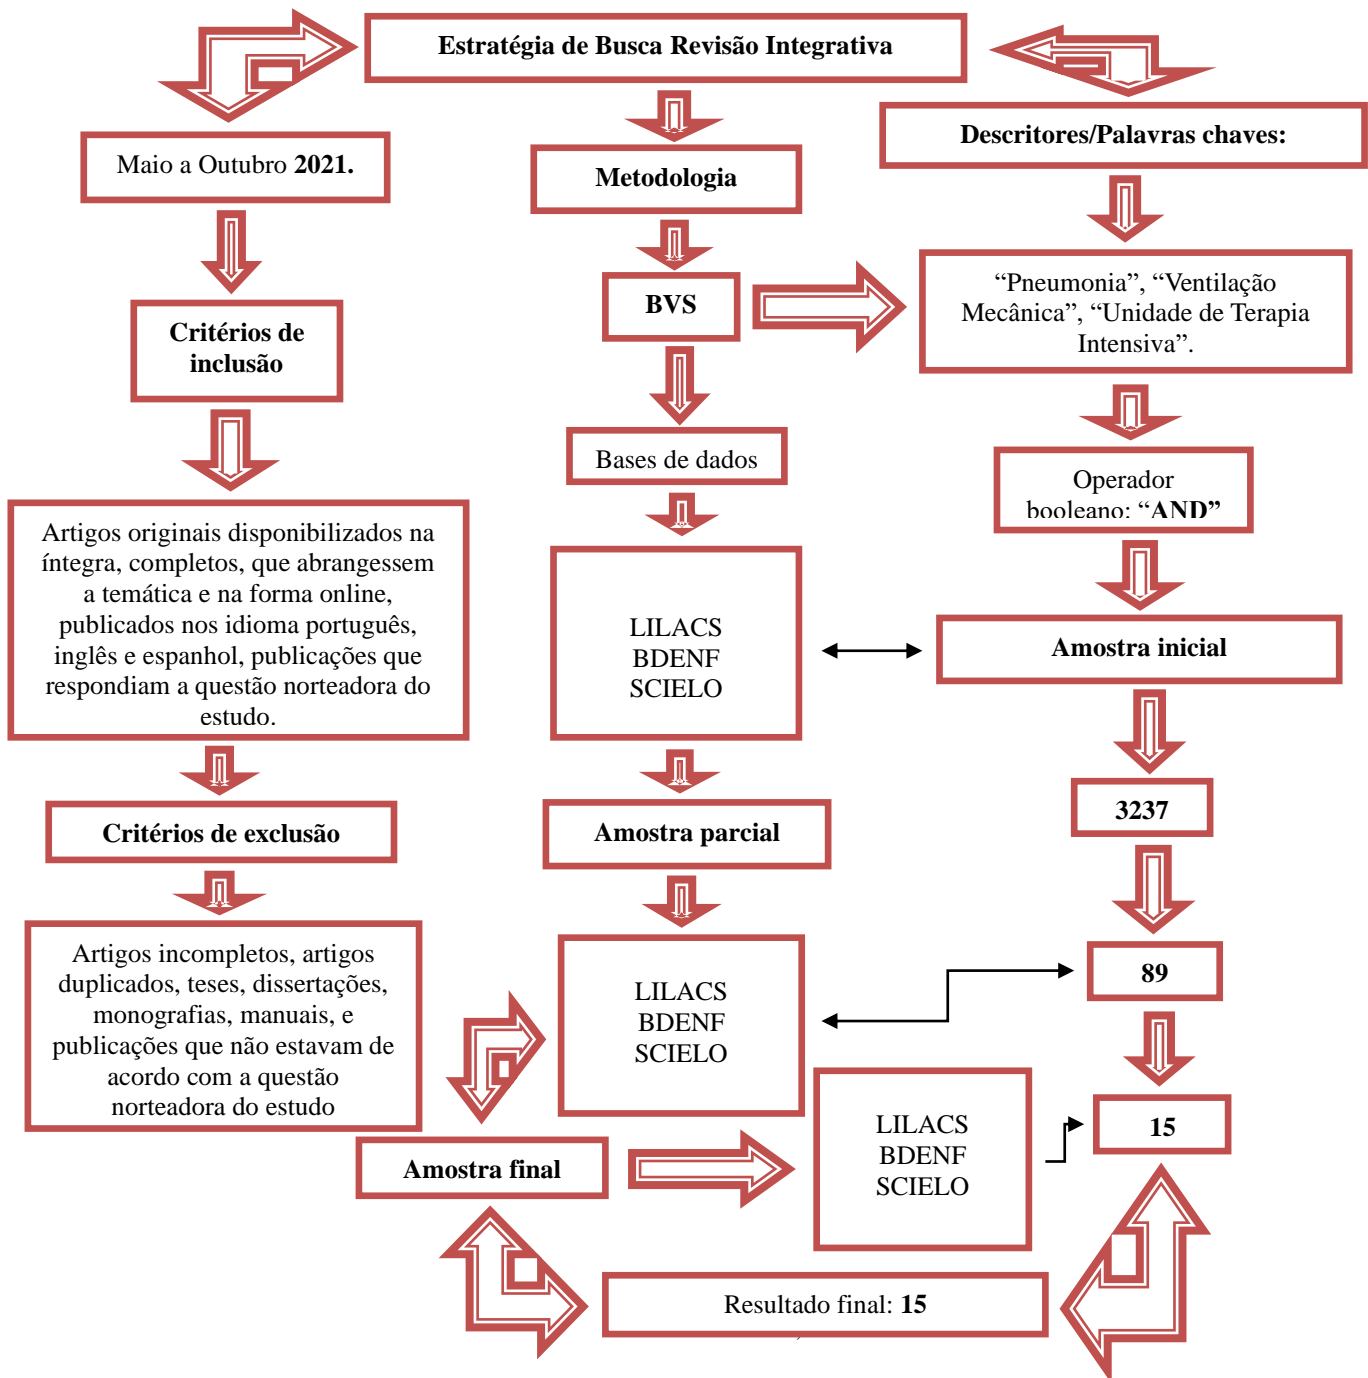 Estratégia de Busca Revisão Integrativa
Maio a Outubro 2021.
Critérios de
inclusão
Artigos originais disponibilizados na
íntegra, completos, que abrangessem
a temática e na forma online,
publicados nos idioma português,
inglês e espanhol, publicações que
respondiam a questão norteadora do
estudo.
Critérios de exclusão
Artigos incompletos, artigos
duplicados, teses, dissertações,
monografias, manuais, e
publicações que não estavam de
acordo com a questão
norteadora do estudo
Metodologia
BVS
Bases de dados
LILACS
BDENF
SCIELO
Amostra parcial
LILACS
BDENF
SCIELO
Descritores/Palavras chaves:
“Pneumonia”, “Ventilação
Mecânica”, “Unidade de Terapia
Intensiva”.
Operador
booleano: “AND”
Amostra inicial
3237
89
15
Amostra final
LILACS
BDENF
SCIELO
Resultado final: 15